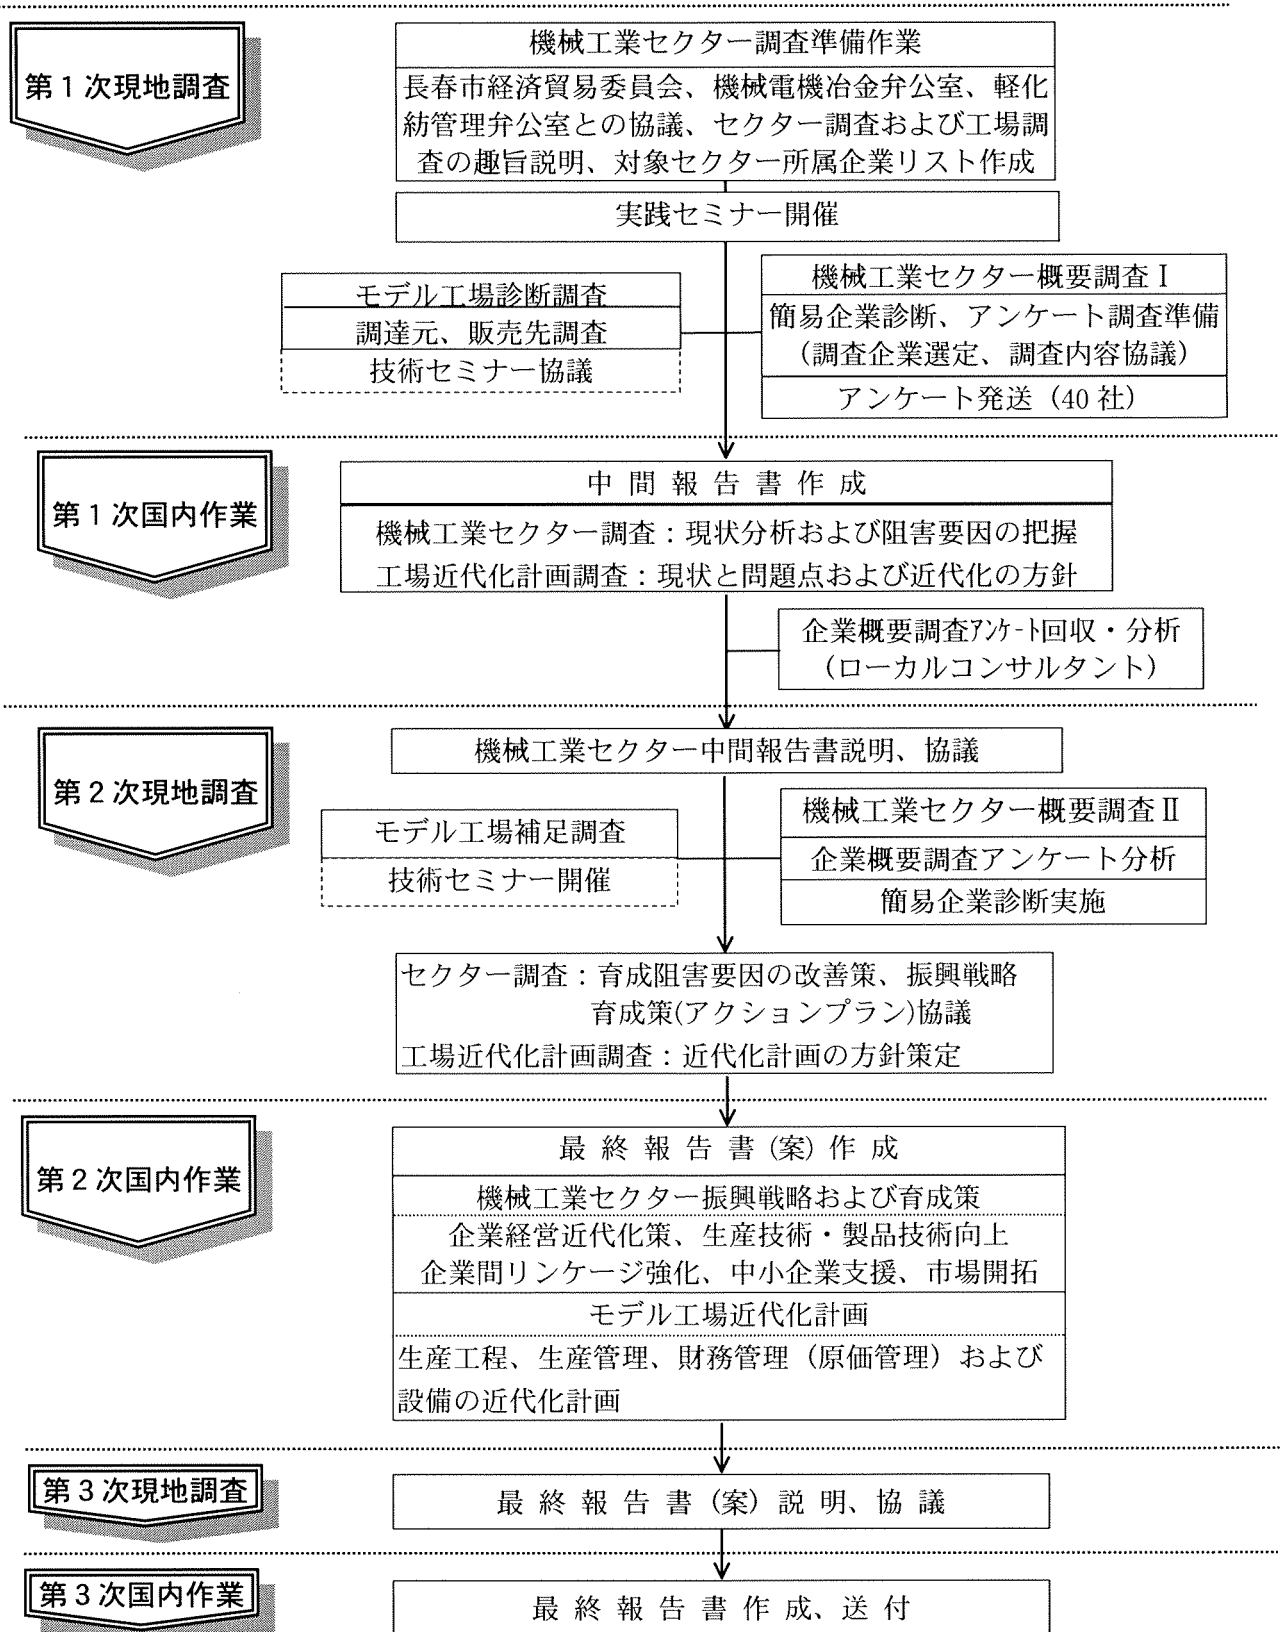 第1次現地調査
機械工業セクター調査準備作業
長春市経済貿易委員会、機械電機冶金弁公室、軽化
紡管理弁公室との協議、セクター調査および工場調
査の趣旨説明、対象セクター所属企業リスト作成
実践セミナー開催
モデル工場診断調査
調達元、販売先調査
技術セミナー協議
機械工業セクター概要調査Ⅰ
簡易企業診断、アンケート調査準備
(調査企業選定、調査内容協議)
アンケート発送（40 社）
第1次国内作業
中 間 報 告 書 作 成
機械工業セクター調査：現状分析および阻害要因の把握
工場近代化計画調査：現状と問題点および近代化の方針
企業概要調査ｱﾝｹｰﾄ回収・分析
(ローカルコンサルタント)
第2次現地調査
機械工業セクター中間報告書説明、協議
モデル工場補足調査
技術セミナー開催
機械工業セクター概要調査Ⅱ
企業概要調査アンケート分析
簡易企業診断実施
セクター調査：育成阻害要因の改善策、振興戦略
育成策(アクションプラン)協議
工場近代化計画調査：近代化計画の方針策定
第2次国内作業
最 終 報 告 書 (案) 作 成
機械工業セクター振興戦略および育成策
企業経営近代化策、生産技術・製品技術向上
企業間リンケージ強化、中小企業支援、市場開拓
モデル工場近代化計画
生産工程、生産管理、財務管理（原価管理）および
設備の近代化計画
第3次現地調査
最 終 報 告 書 (案) 説 明、協 議
第3次国内作業
最 終 報 告 書 作 成、送 付